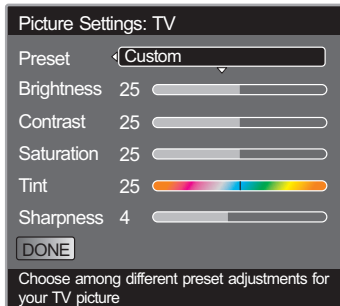 Picture Settings: TV
Preset Custom
Brightness 25
Contrast 25
Saturation 25
Tint 25
Sharpness 4
DONE
Choose among different preset adjustments for
your TV picture